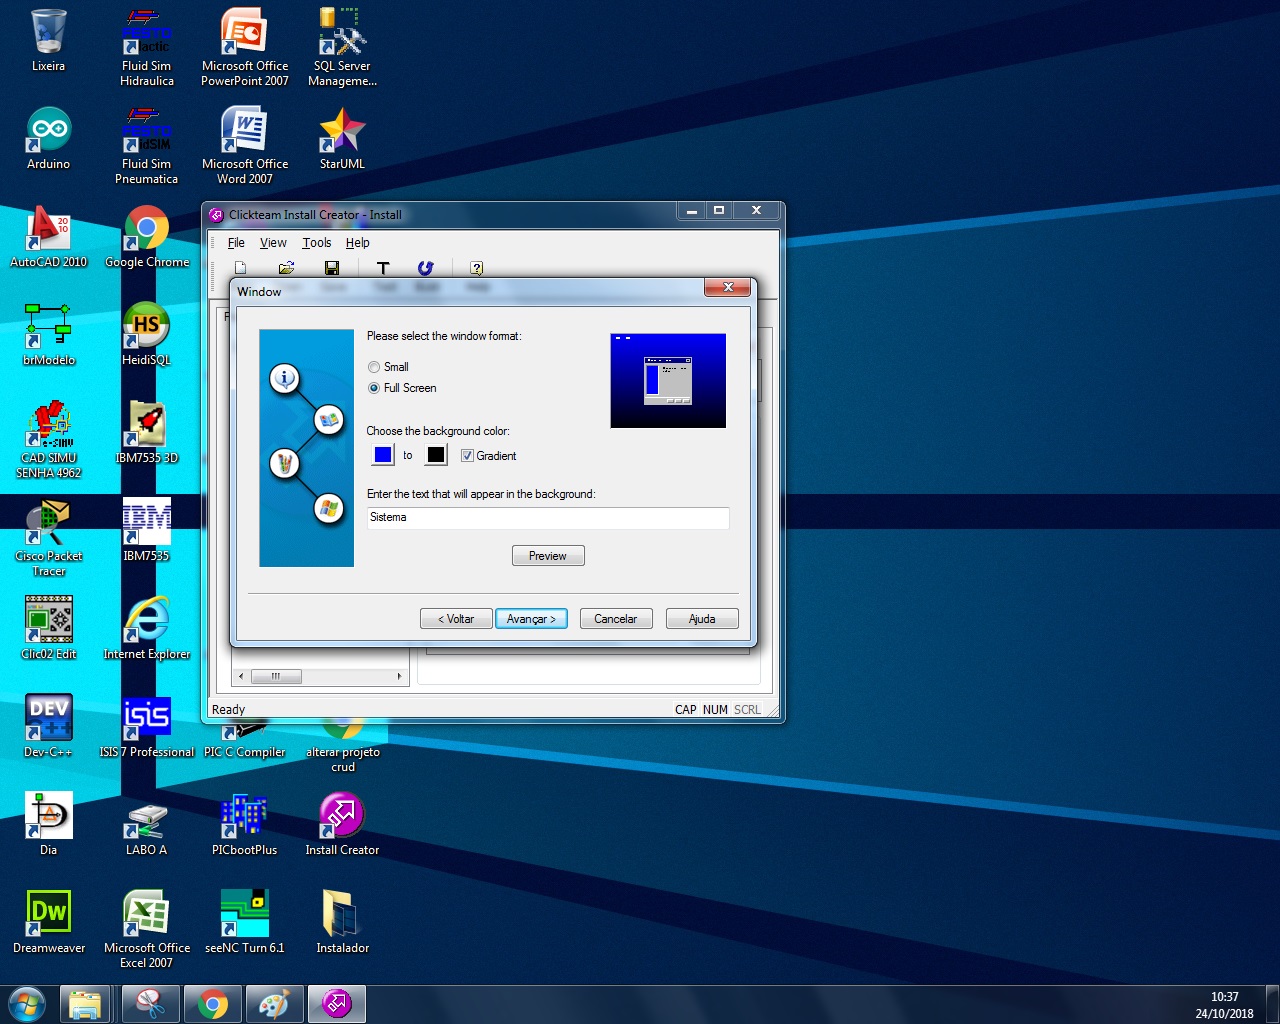 Lixeira
Fluid Sim
Hidraulica
Microsoft Office
PowerPoint 2007
SQL Server
Manageme...
Arduino
Fluid Sim
Pneumatica
Microsoft Office
Word 2007
StarUML
AutoCAD 2010
Google Chrome
brModelo
HeidiSQL
CAD SIMU
SENHA 4962
IBM7535 3D
Cisco Packet
Tracer
IBM7535
Clic02 Edit
Internet Explorer
Dev-C++
ISIS 7 Professional
PIC C Compiler
alterar projeto
crud
Dia
LABO A
PICbootPlus
Install Creator
Dreamweaver
Microsoft Office
Excel 2007
seeNC Turn 6.1
Instalador
Clickteam Install Creator - Install
File View Tools Help
Window
Please select the window format:
Small
Full Screen
Choose the background color:
to
Gradient
Enter the text that will appear in the background:
Sistema
Preview
< Voltar
Avançar >
Cancelar
Ajuda
Ready
CAP NUM SCRL
10:37
24/10/2018